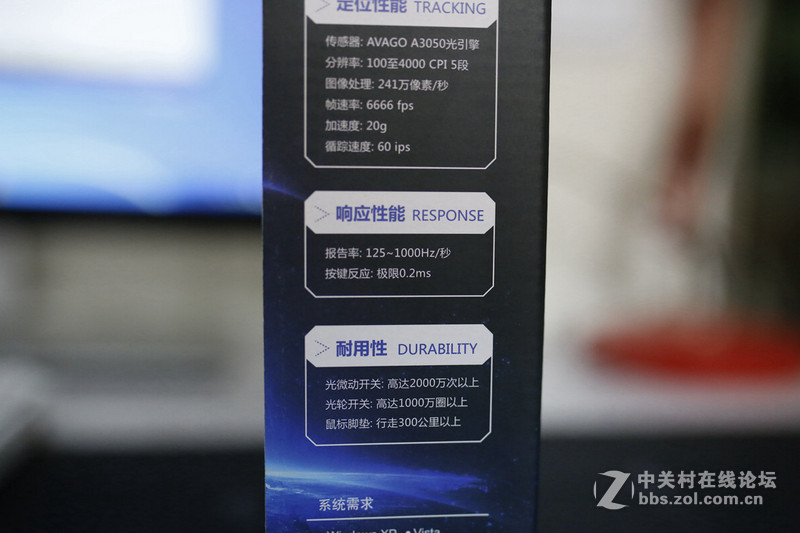 定位性能 TRACKING
传感器: AVAGO A3050光引擎
分辨率: 100至4000 CPI 5段
图像处理: 241万像素/秒
帧速率: 6666 fps
加速度: 20g
循踪速度: 60 ips
响应性能 RESPONSE
报告率: 125~1000Hz/秒
按键反应: 极限0.2ms
耐用性 DURABILITY
光微动开关: 高达2000万次以上
光轮开关: 高达1000万圈以上
鼠标脚垫: 行走300公里以上
系统需求
Windows XP • Vista
中关村在线论坛
bbs.zol.com.cn